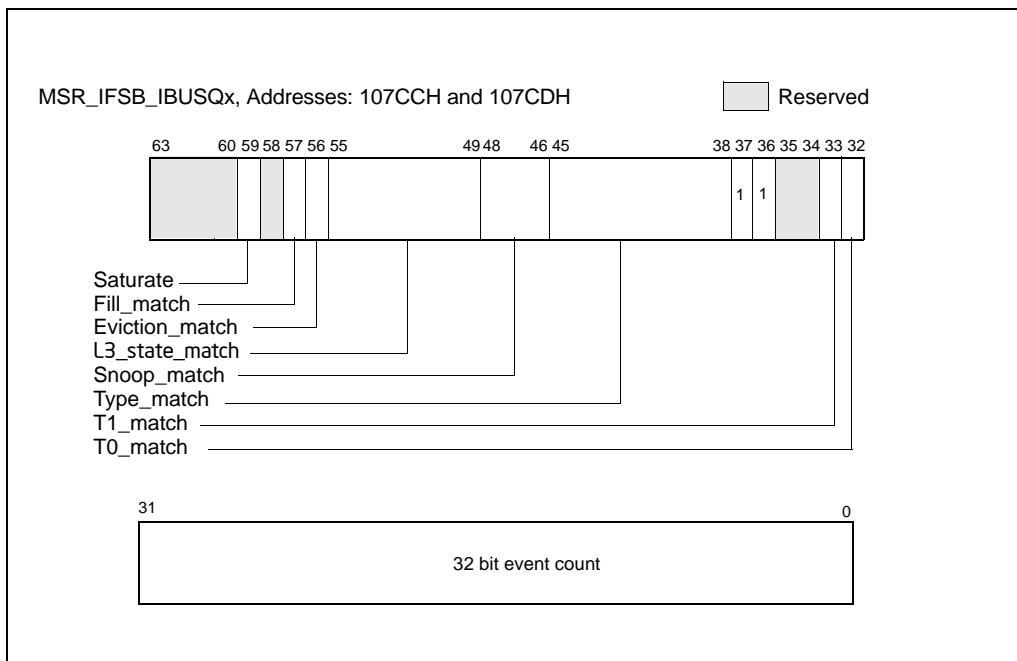 MSR_IFSB_IBUSQx, Addresses: 107CCH and 107CDH
Reserved
63 60 59 58 57 56 55 49 48 46 45 38 37 36 35 34 33 32
1 1
Saturate
Fill_match
Eviction_match
L3_state_match
Snoop_match
Type_match
T1_match
T0_match
31 0
32 bit event count